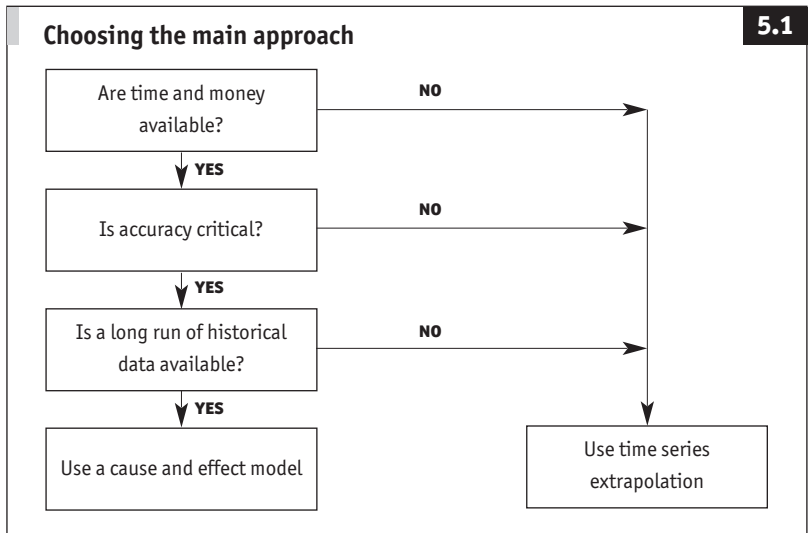 Choosing the main approach
5.1
Are time and money
available?
NO
YES
Is accuracy critical?
NO
YES
Is a long run of historical
data available?
NO
YES
Use a cause and effect model
Use time series
extrapolation